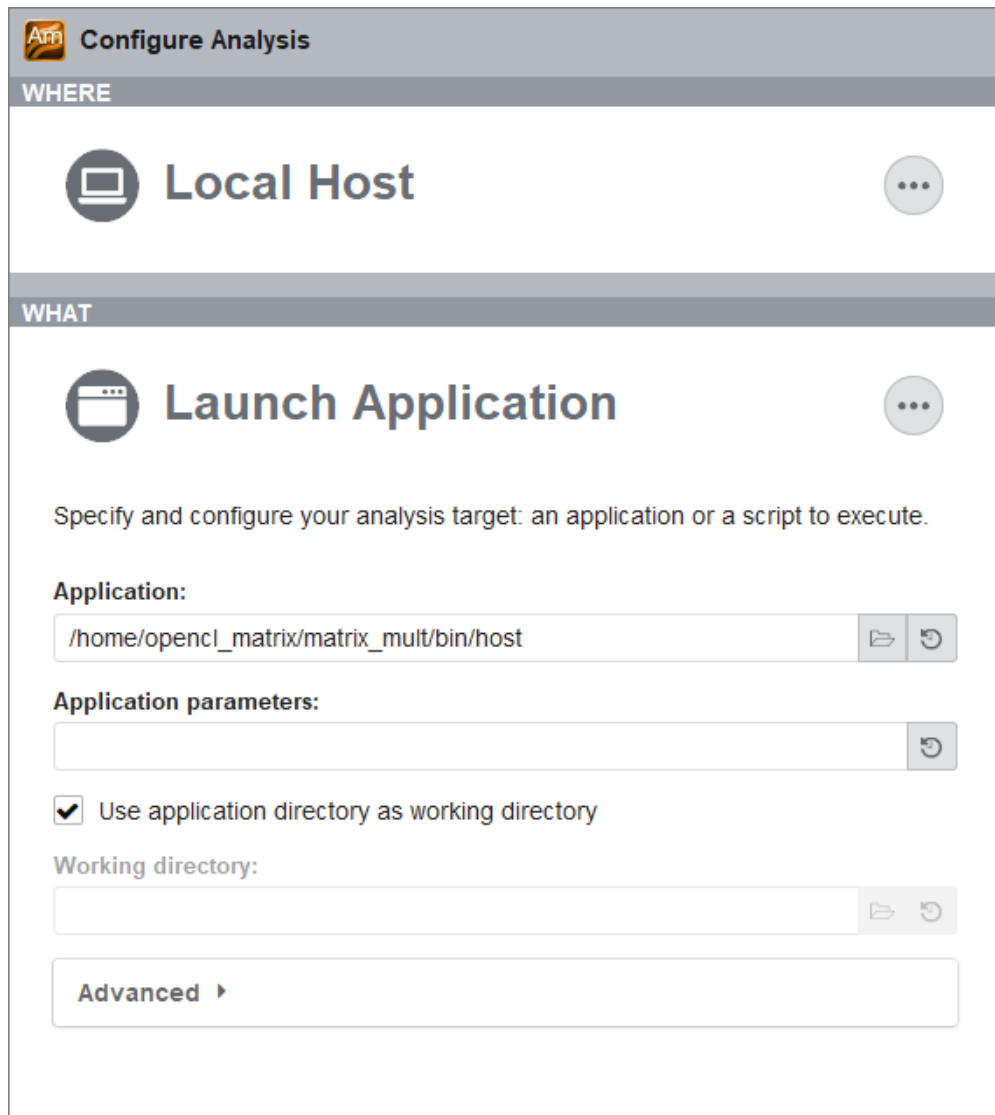 Am Configure Analysis
WHERE
Local Host
WHAT
Launch Application
Specify and configure your analysis target: an application or a script to execute.
Application:
/home/opencl_matrix/matrix_mult/bin/host
Application parameters:
Use application directory as working directory
Working directory:
Advanced